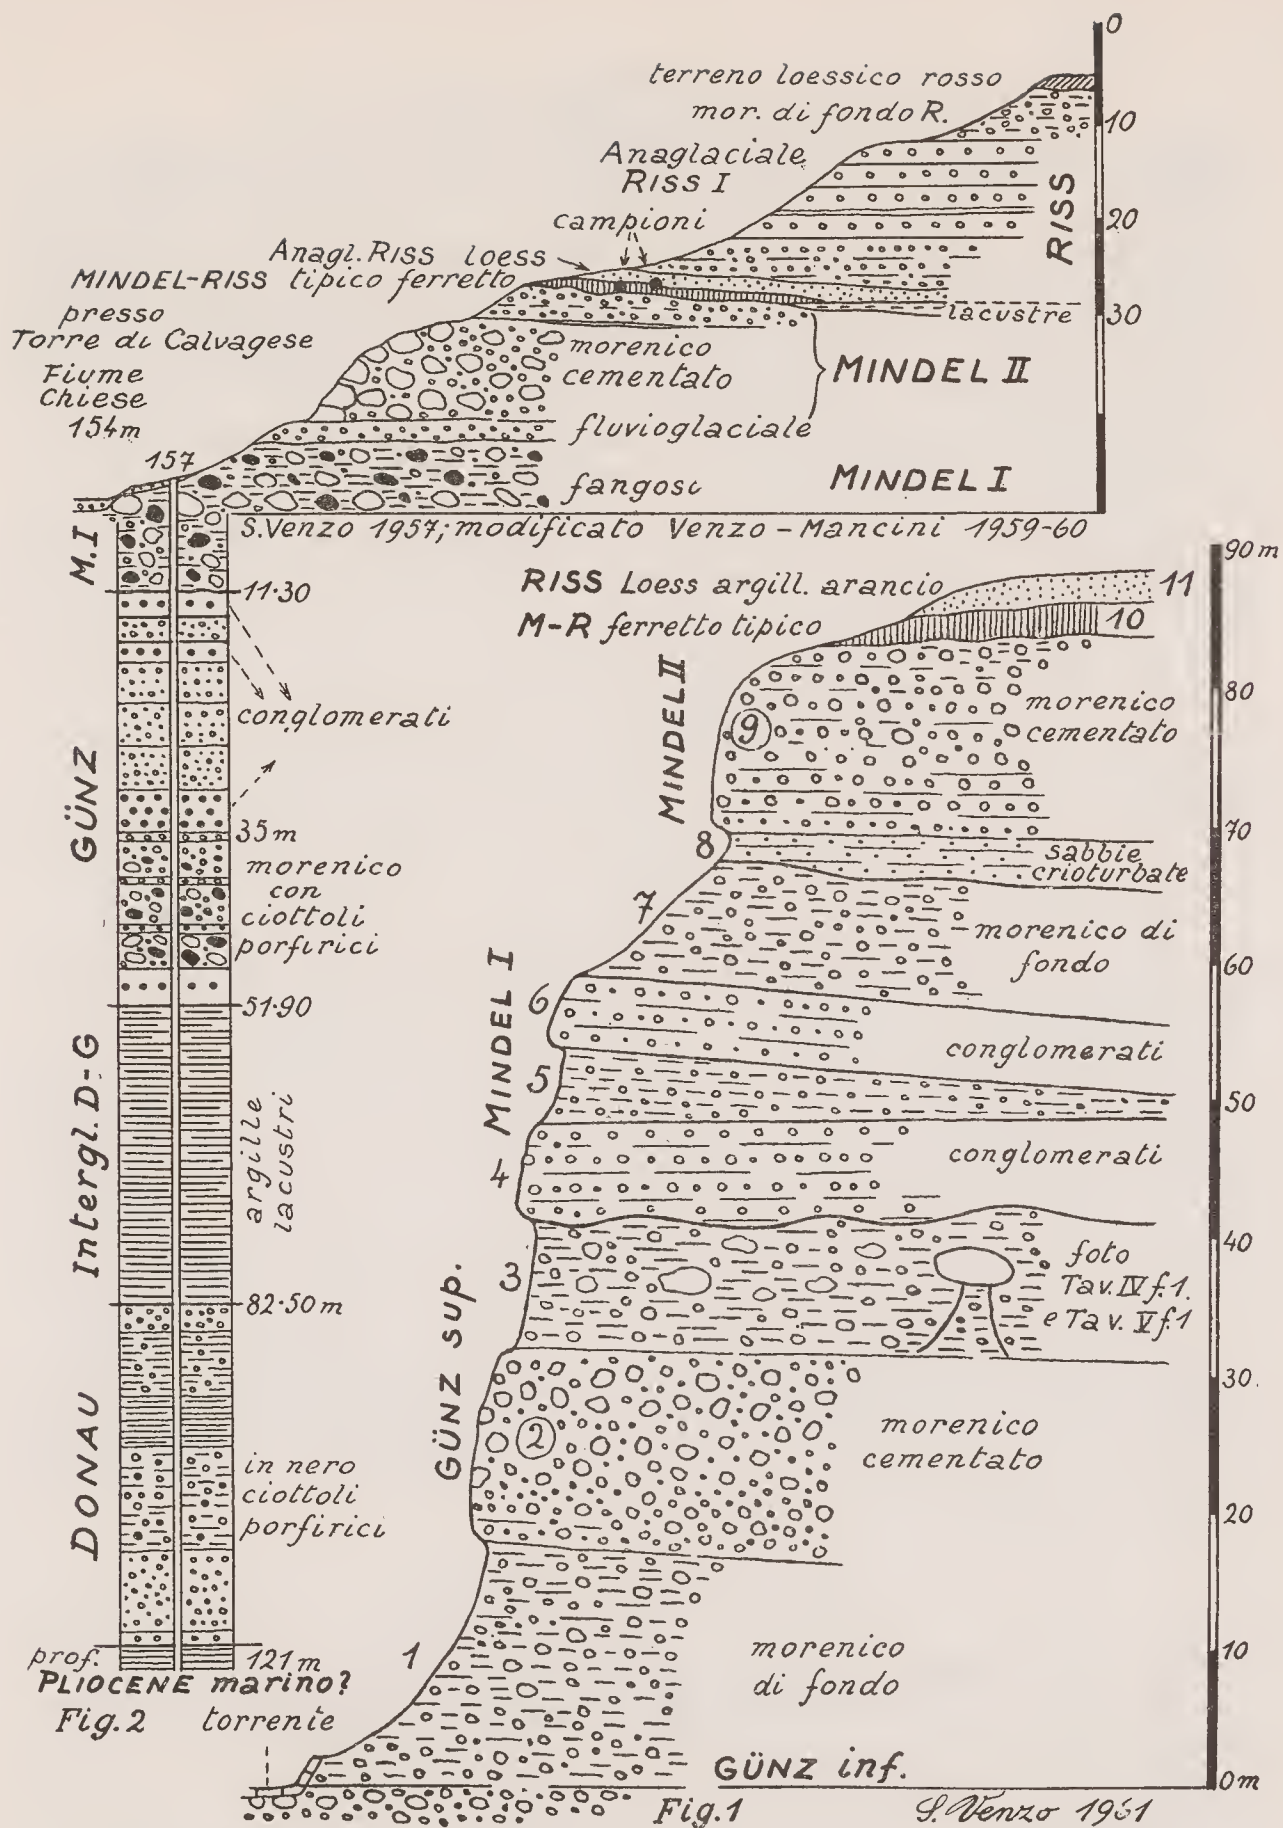 0
terreno loessico rosso
mor. di fondo R.
10
Anaglaciale
RISS I
RISS
campioni
20
Anagl. RISS loess
MINDEL-RISS tipico ferretto
lacustre
30
presso
Torre di Calvagese
Fiume
Chiese
154m
morenico
cementato
MINDEL II
fluvioglaciale
157
fangosi
MINDEL I
S. Venzo 1957; modificato Venzo - Mancini 1959-60
M.I
11·30
conglomerati
GÜNZ
35m
morenico
con
ciottoli
porfirici
51·90
Intergl. D-G
argille
lacustri
82·50m
DONAU
in nero
ciottoli
porfirici
prof. 121m
PLIOCENE marino?
Fig.2
90m
RISS Loess argill. arancio
11
M-R ferretto tipico
10
MINDEL II
80
morenico
cementato
9
70
8
sabbie
crioturbate
7
morenico di
fondo
60
MINDEL I
6
conglomerati
5
50
4
conglomerati
40
GÜNZ sup.
3
foto
Tav. IV f.1.
e Tav. V f.1
30
2
morenico
cementato
20
1
morenico
di fondo
10
torrente
GÜNZ inf.
0m
Fig.1
S. Venzo 1961